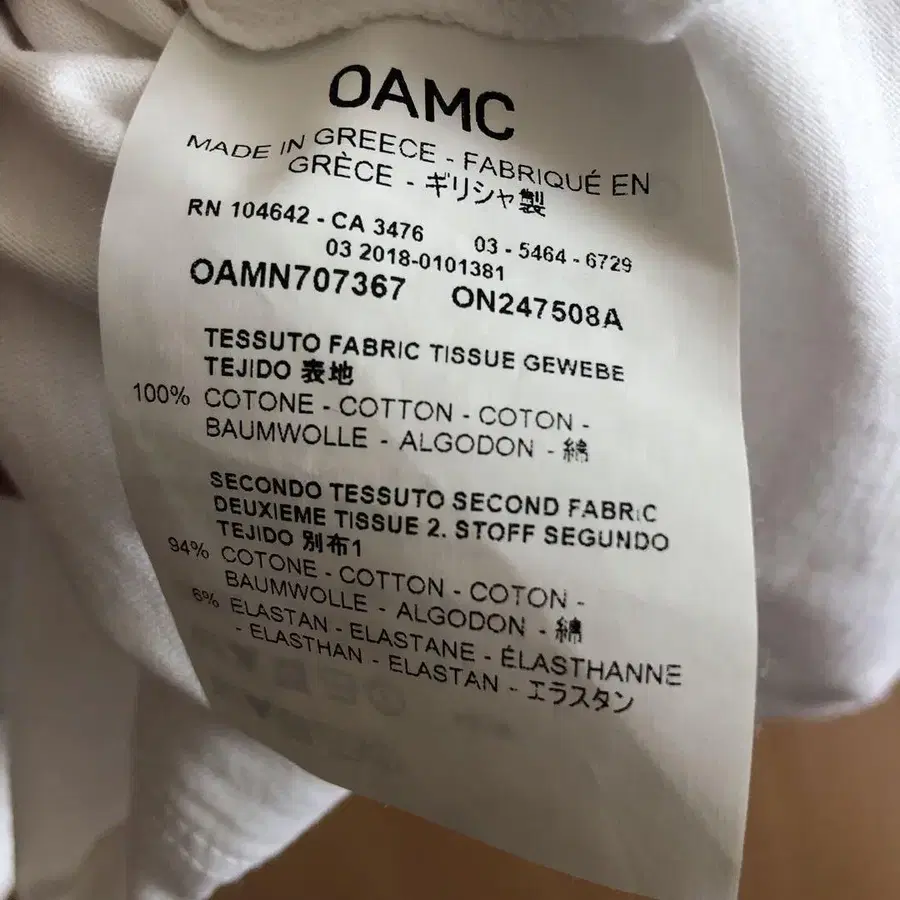 OAMC
MADE IN GREECE - FABRIQUÉ EN
GRÈCE - ギリシャ製
RN 104642 - CA 3476 03 - 5464 - 6729
03 2018-0101381
OAMN707367 ON247508A
TESSUTO FABRIC TISSUE GEWEBE
TEJIDO 表地
100% COTONE - COTTON - COTON -
BAUMWOLLE - ALGODON - 綿
SECONDO TESSUTO SECOND FABRIC
DEUXIEME TISSUE 2. STOFF SEGUNDO
TEJIDO 別布1
94% COTONE - COTTON - COTON -
BAUMWOLLE - ALGODON - 綿
6% ELASTAN - ELASTANE - ÉLASTHANNE
- ELASTHAN - ELASTAN - エラスタン